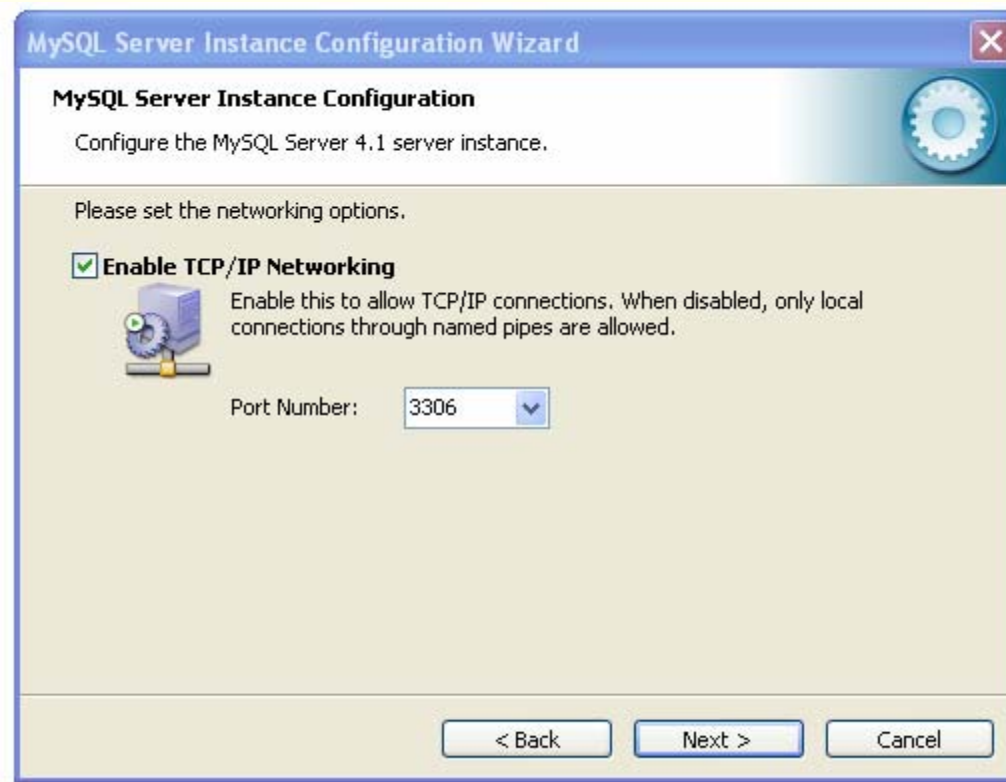 MySQL Server Instance Configuration Wizard
MySQL Server Instance Configuration
Configure the MySQL Server 4.1 server instance.
Please set the networking options.
Enable TCP/IP Networking
Enable this to allow TCP/IP connections. When disabled, only local
connections through named pipes are allowed.
Port Number: 3306
< Back Next > Cancel